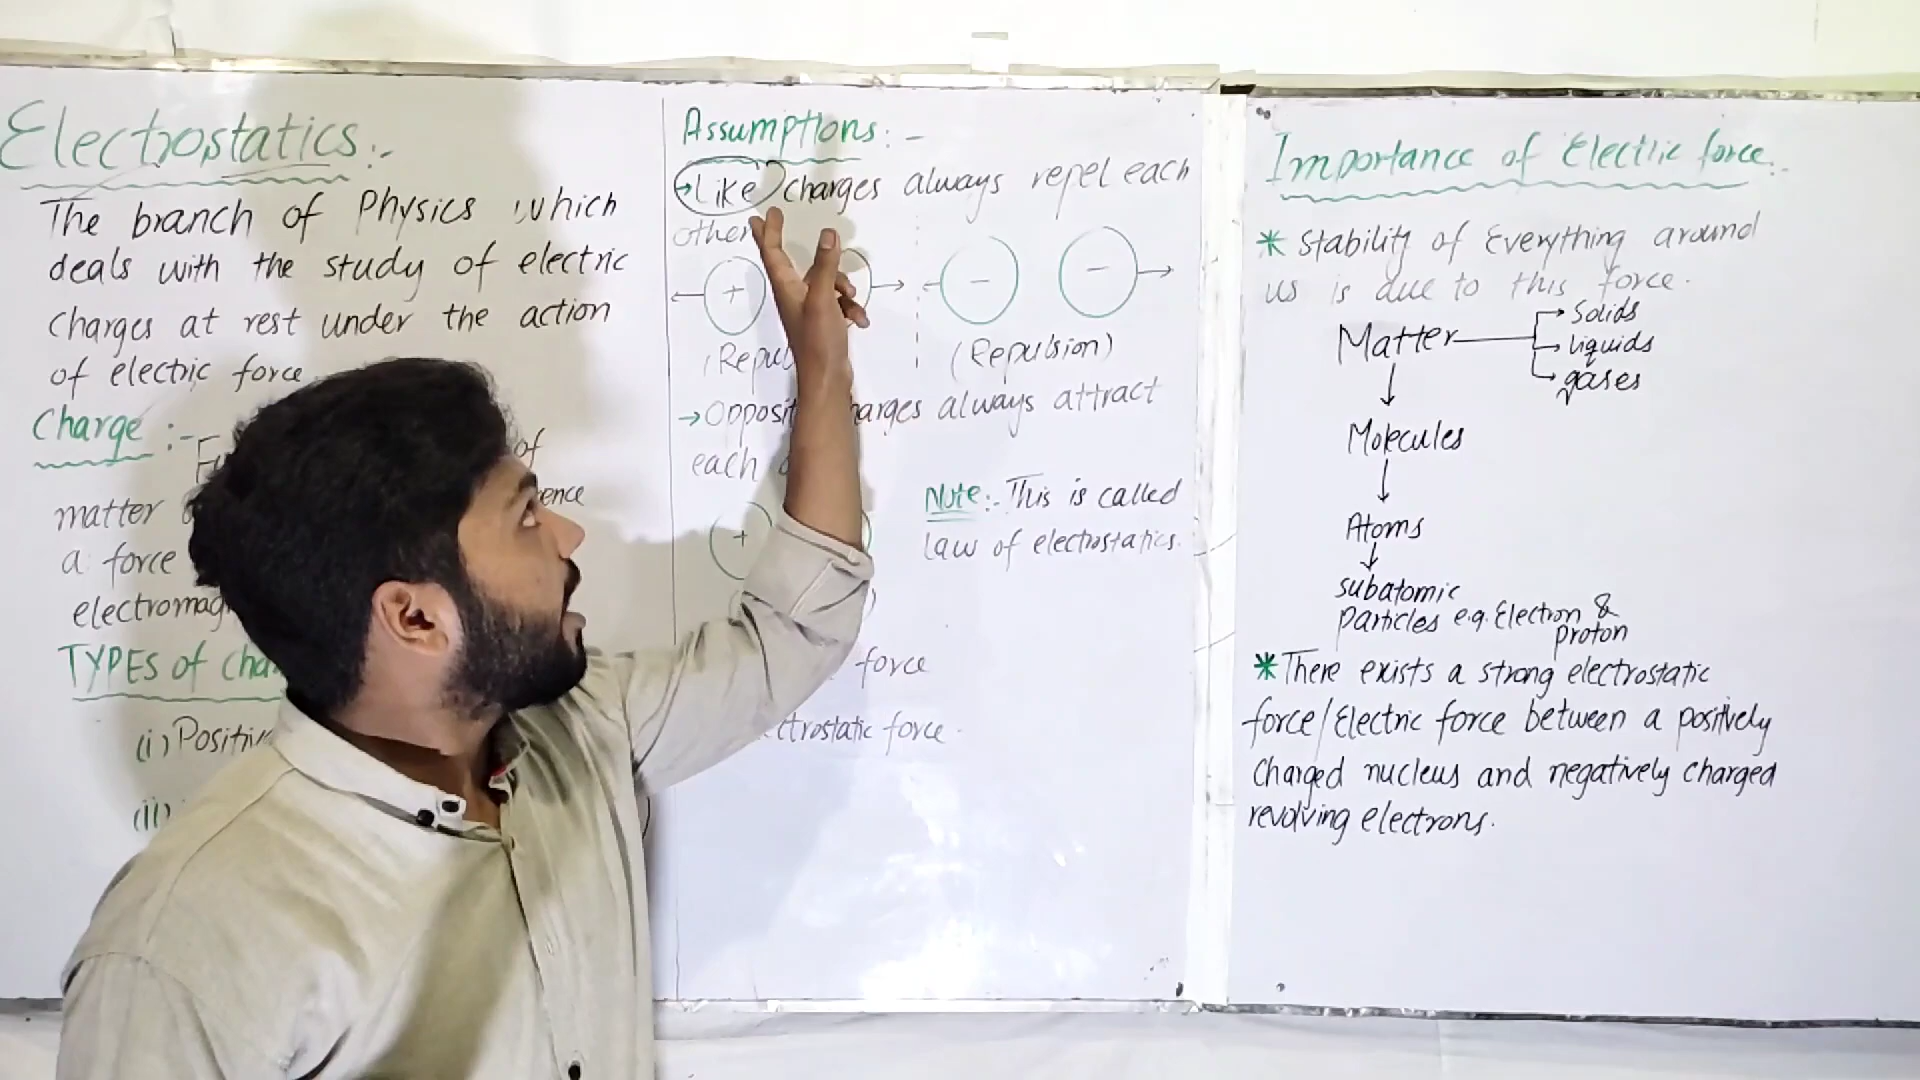 Electrostatics:-
The branch of Physics which
deals with the study of electric
charges at rest under the action
of electric force
Charge :-
of
matter
a force
electromag
TYPES of Cha
(i) Positiv
(ii)
Assumptions:-
→Like charges always repel each
other
+
-
-
(Repul
(Repulsion)
→Opposit charges always attract
each
+
Note:- This is called
law of electrostatics.
force
ctrostatic force.
Importance of Electric force:-
* Stability of Everything around
us is due to this force.
Matter
→Solids
→liquids
→gases
↓
Molecules
↓
Atoms
↓
subatomic
Particles e.g. Electron &
proton
*There exists a strong electrostatic
force/Electric force between a positively
Charged nucleus and negatively charged
revolving electrons.